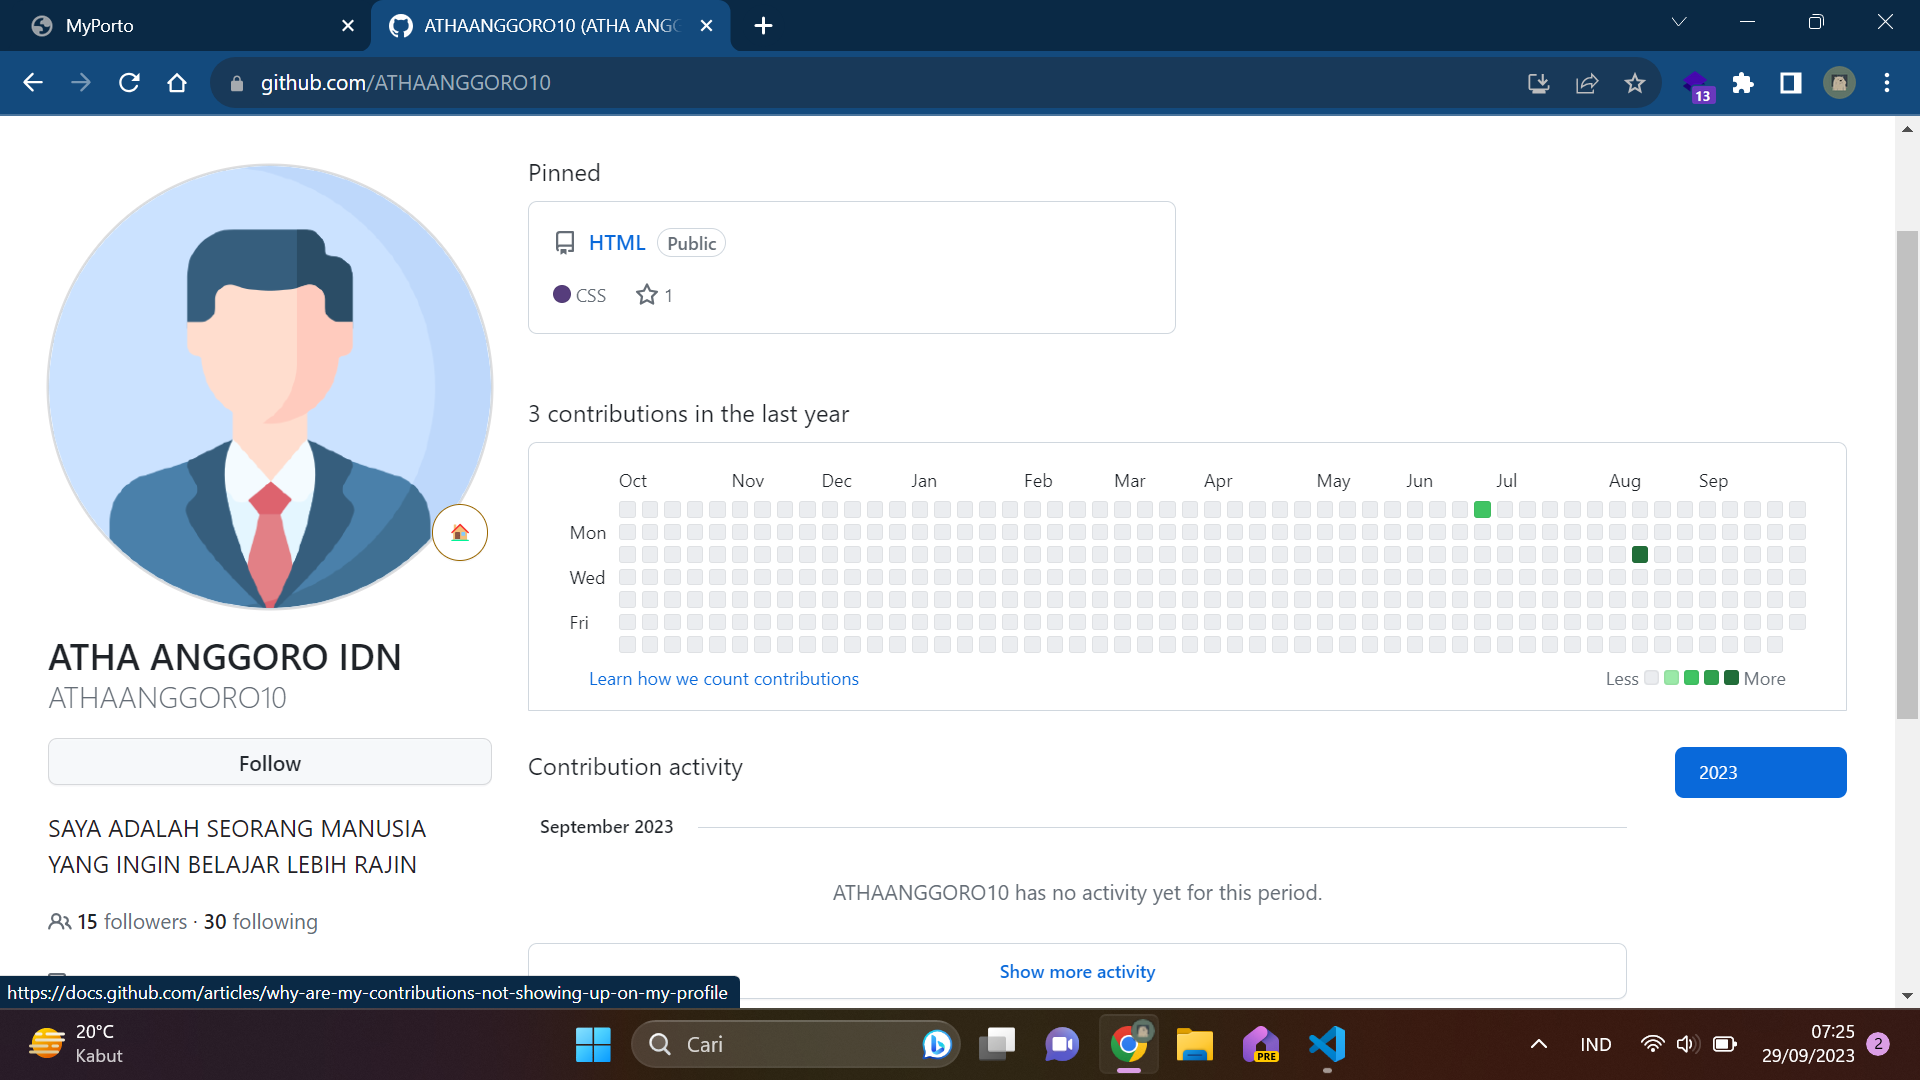 MyPorto
ATHAANGGORO10 (ATHA ANGG
github.com/ATHAANGGORO10
13
Pinned
HTML Public
CSS 1
3 contributions in the last year
Oct Nov Dec Jan Feb Mar Apr May Jun Jul Aug Sep
Mon
Wed
Fri
Learn how we count contributions
Less More
ATHA ANGGORO IDN
ATHAANGGORO10
Follow
SAYA ADALAH SEORANG MANUSIA
YANG INGIN BELAJAR LEBIH RAJIN
15 followers · 30 following
Contribution activity
2023
September 2023
ATHAANGGORO10 has no activity yet for this period.
Show more activity
https://docs.github.com/articles/why-are-my-contributions-not-showing-up-on-my-profile
20°C
Kabut
Cari
PRE
IND
07:25
29/09/2023
2